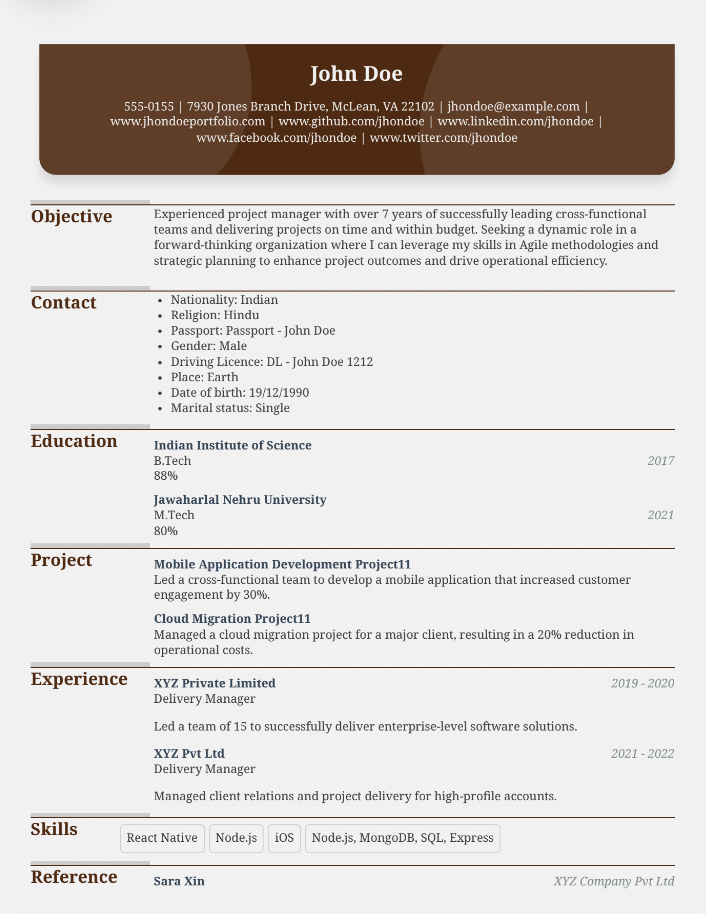 John Doe
555-0155 | 7930 Jones Branch Drive, McLean, VA 22102 | jhondoe@example.com |
www.jhondoeportfolio.com | www.github.com/jhondoe | www.linkedin.com/jhondoe |
www.facebook.com/jhondoe | www.twitter.com/jhondoe
Objective
Experienced project manager with over 7 years of successfully leading cross-functional
teams and delivering projects on time and within budget. Seeking a dynamic role in a
forward-thinking organization where I can leverage my skills in Agile methodologies and
strategic planning to enhance project outcomes and drive operational efficiency.
Contact
• Nationality: Indian
• Religion: Hindu
• Passport: Passport - John Doe
• Gender: Male
• Driving Licence: DL - John Doe 1212
• Place: Earth
• Date of birth: 19/12/1990
• Marital status: Single
Education
Indian Institute of Science
B.Tech 2017
88%
Jawaharlal Nehru University
M.Tech 2021
80%
Project
Mobile Application Development Project11
Led a cross-functional team to develop a mobile application that increased customer
engagement by 30%.
Cloud Migration Project11
Managed a cloud migration project for a major client, resulting in a 20% reduction in
operational costs.
Experience
XYZ Private Limited 2019 - 2020
Delivery Manager
Led a team of 15 to successfully deliver enterprise-level software solutions.
XYZ Pvt Ltd 2021 - 2022
Delivery Manager
Managed client relations and project delivery for high-profile accounts.
Skills
React Native Node.js iOS Node.js, MongoDB, SQL, Express
Reference
Sara Xin XYZ Company Pvt Ltd